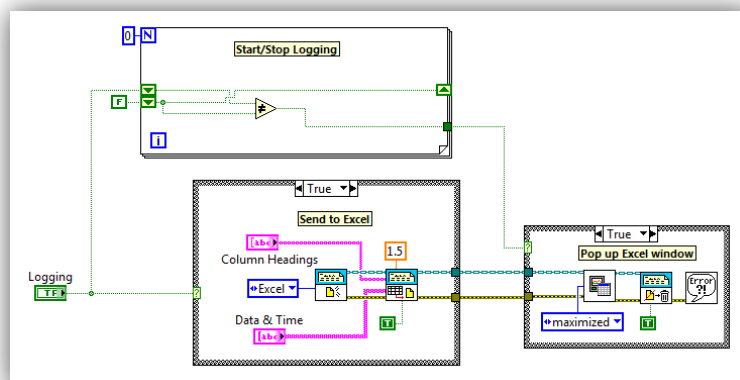 0
N
Start/Stop Logging
F
≠
i
True
Send to Excel
[abc]
1.5
Column Headings
Excel
Data & Time
[abc]
T
Logging
TF
?
True
?
Pop up Excel window
Error
?!
maximized
T